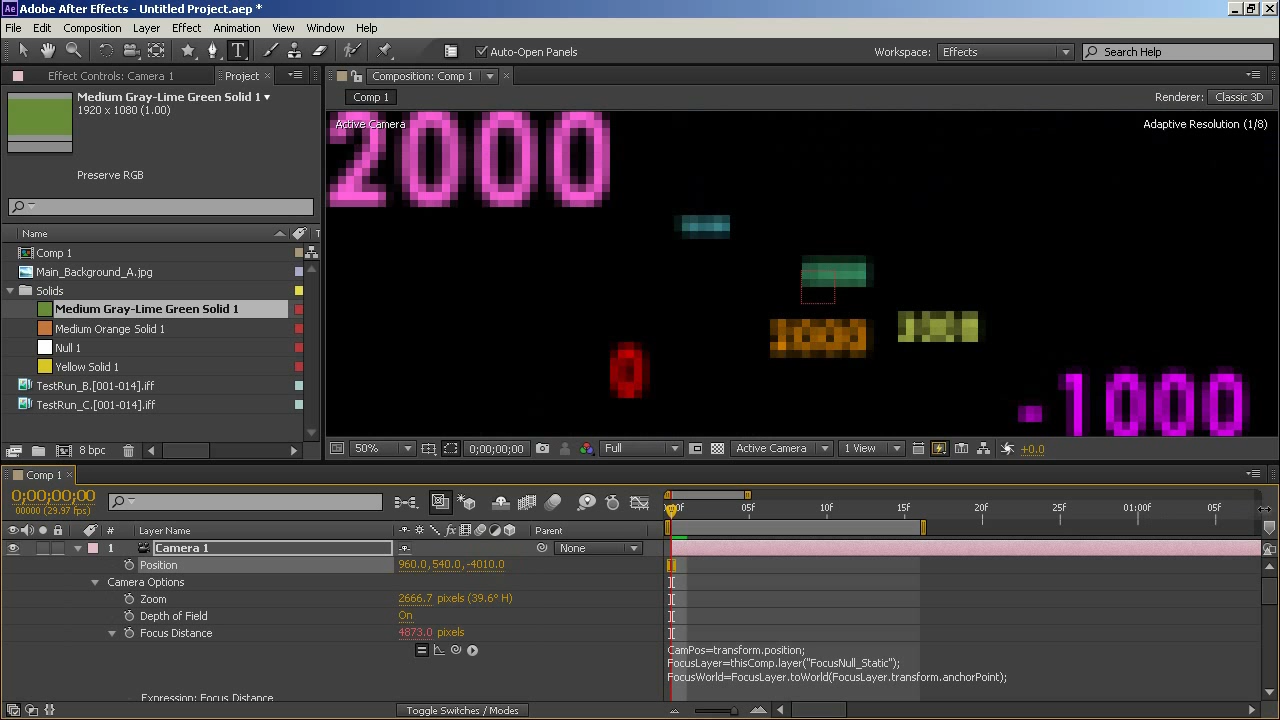 Adobe After Effects - Untitled Project.aep *
File Edit Composition Layer Effect Animation View Window Help
Auto-Open Panels
Workspace: Effects
Search Help
Effect Controls: Camera 1
Project
Composition: Comp 1
Medium Gray-Lime Green Solid 1
1920 x 1080 (1.00)
Comp 1
Renderer: Classic 3D
Active Camera
Adaptive Resolution (1/8)
2000
Preserve RGB
Name
Comp 1
Main_Background_A.jpg
Solids
Medium Gray-Lime Green Solid 1
Medium Orange Solid 1
Null 1
Yellow Solid 1
TestRun_B.[001-014].iff
TestRun_C.[001-014].iff
0
-1000
8 bpc
50%
0;00;00;00
Full
Active Camera
1 View
+0.0
Comp 1
0;00;00;00
00000 (29.97 fps)
05f 10f 15f 20f 25f 01:00f 05f
# Layer Name
Parent
1 Camera 1
None
Position 960.0,540.0,-4010.0
Camera Options
Zoom 2666.7 pixels (39.6° H)
Depth of Field On
Focus Distance 4873.0 pixels
CamPos=transform.position;
FocusLayer=thisComp.layer("FocusNull_Static");
FocusWorld=FocusLayer.toWorld(FocusLayer.transform.anchorPoint);
Expression: Focus Distance
Toggle Switches / Modes